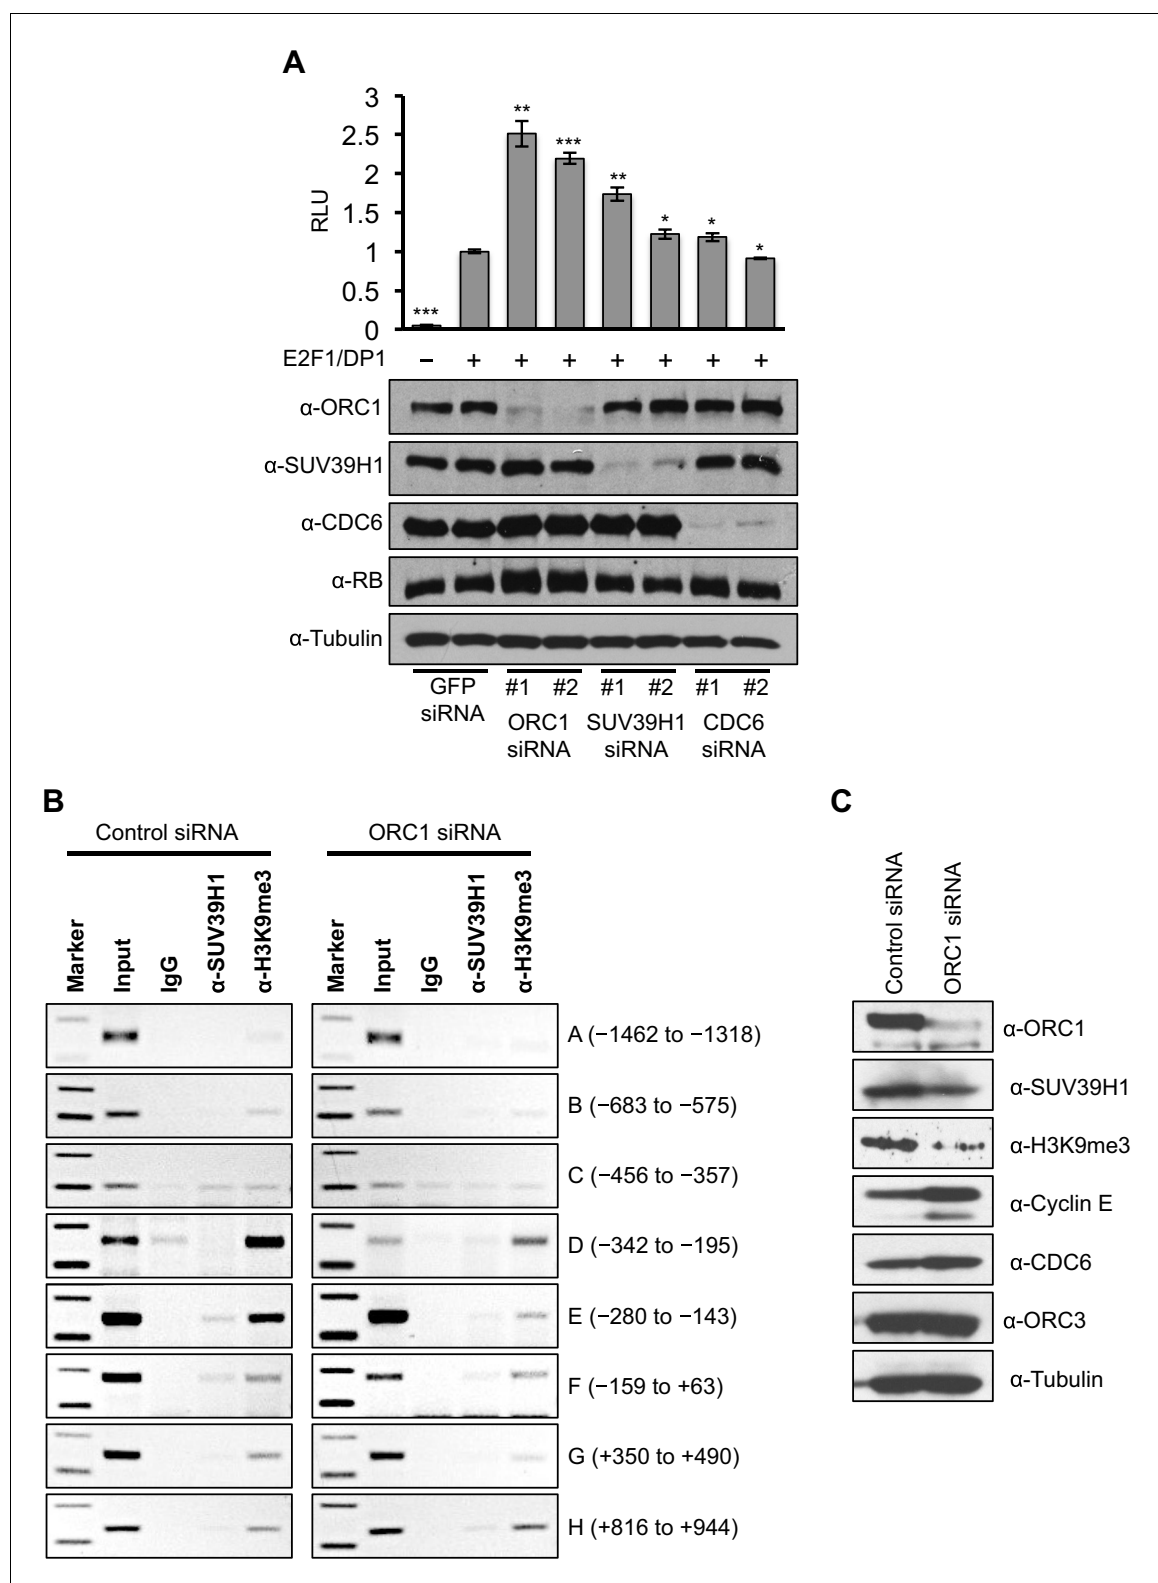 A
3
2.5
2
1.5
1
0.5
0
RLU
***
**
***
**
*
*
*
E2F1/DP1 – + + + + + + +
α-ORC1
α-SUV39H1
α-CDC6
α-RB
α-Tubulin
GFP #1 #2 #1 #2 #1 #2
siRNA
ORC1 SUV39H1 CDC6
siRNA siRNA siRNA
B
Control siRNA ORC1 siRNA
Marker Input IgG α-SUV39H1 α-H3K9me3 Marker Input IgG α-SUV39H1 α-H3K9me3
A (−1462 to −1318)
B (−683 to −575)
C (−456 to −357)
D (−342 to −195)
E (−280 to −143)
F (−159 to +63)
G (+350 to +490)
H (+816 to +944)
C
Control siRNA
ORC1 siRNA
α-ORC1
α-SUV39H1
α-H3K9me3
α-Cyclin E
α-CDC6
α-ORC3
α-Tubulin